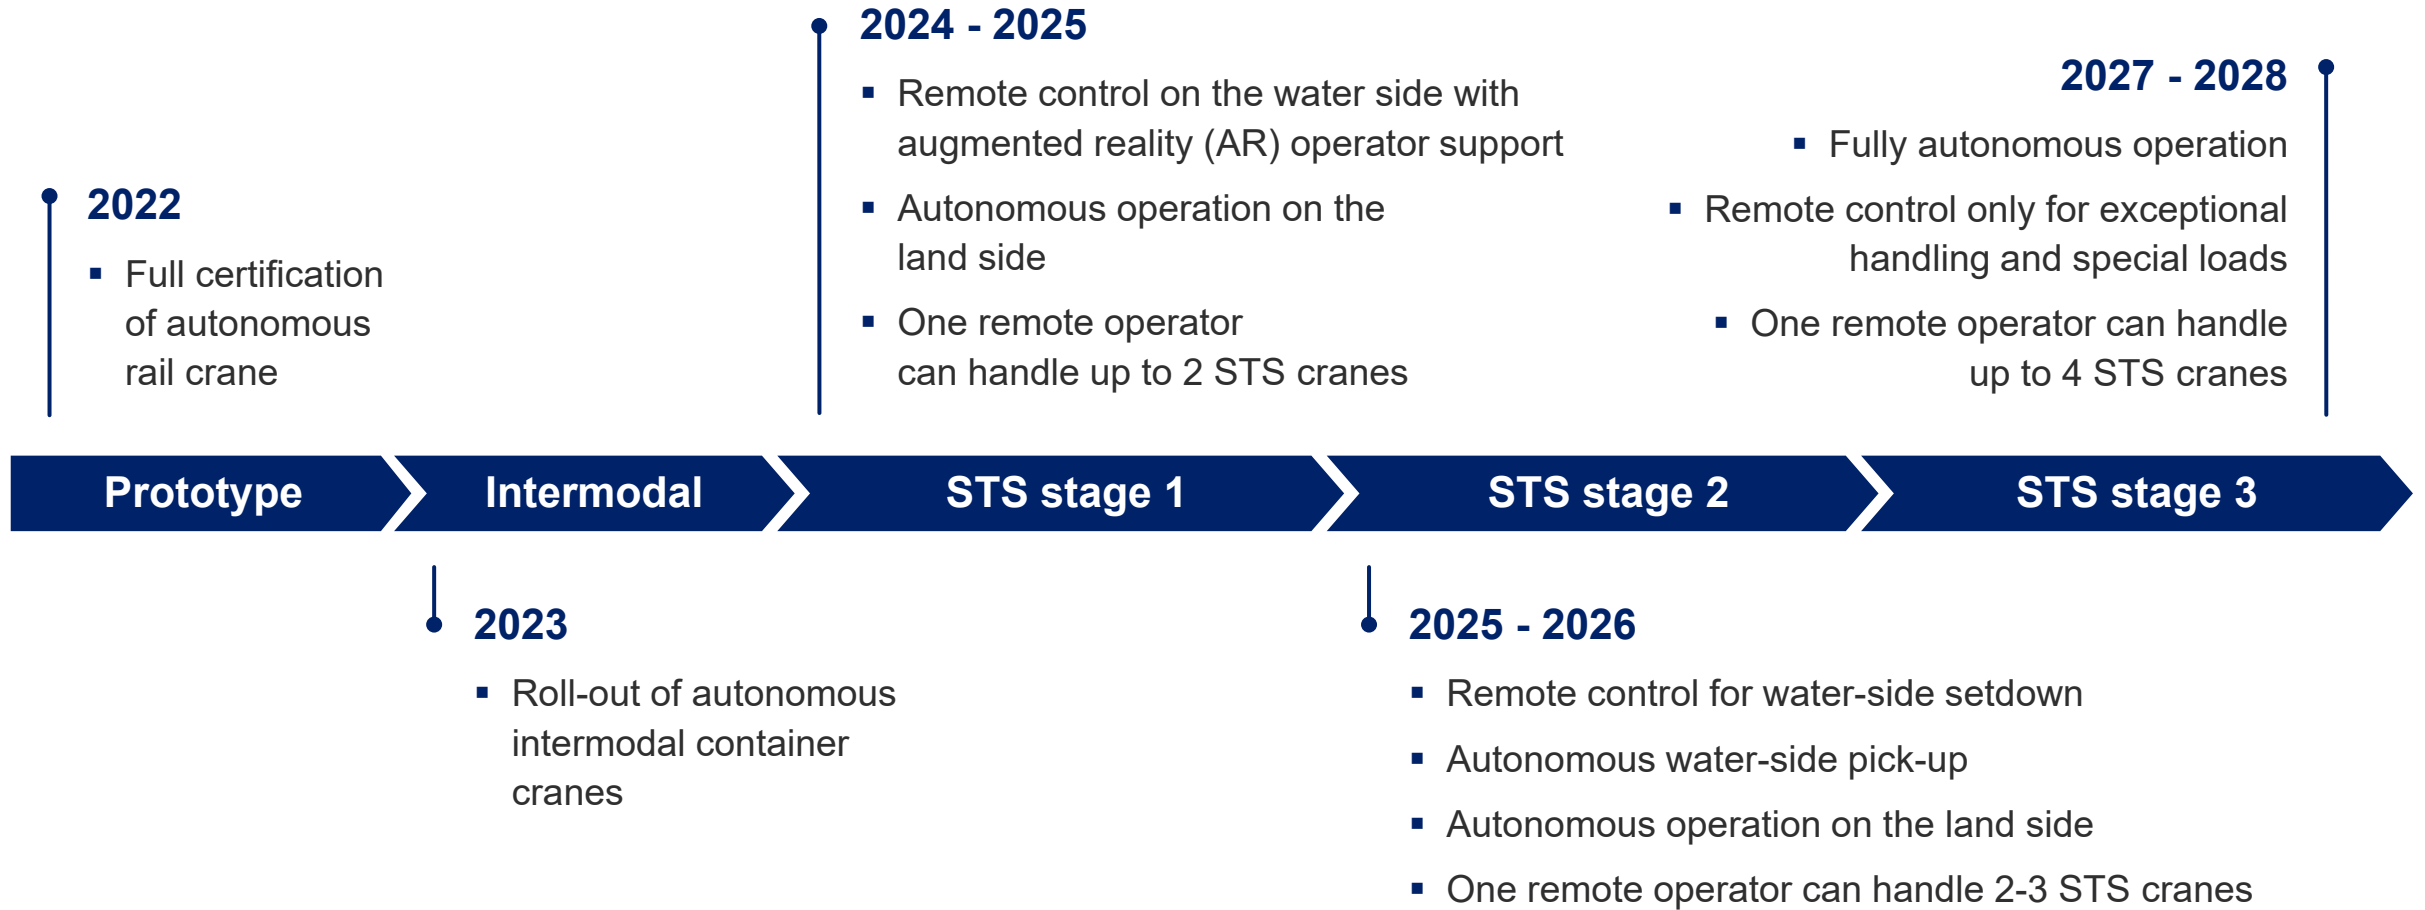 2022
▪ Full certification
of autonomous
rail crane
2024 - 2025
▪ Remote control on the water side with
augmented reality (AR) operator support
▪ Autonomous operation on the
land side
▪ One remote operator
can handle up to 2 STS cranes
2027 - 2028
▪ Fully autonomous operation
▪ Remote control only for exceptional
handling and special loads
▪ One remote operator can handle
up to 4 STS cranes
Prototype
Intermodal
STS stage 1
STS stage 2
STS stage 3
2023
▪ Roll-out of autonomous
intermodal container
cranes
2025 - 2026
▪ Remote control for water-side setdown
▪ Autonomous water-side pick-up
▪ Autonomous operation on the land side
▪ One remote operator can handle 2-3 STS cranes